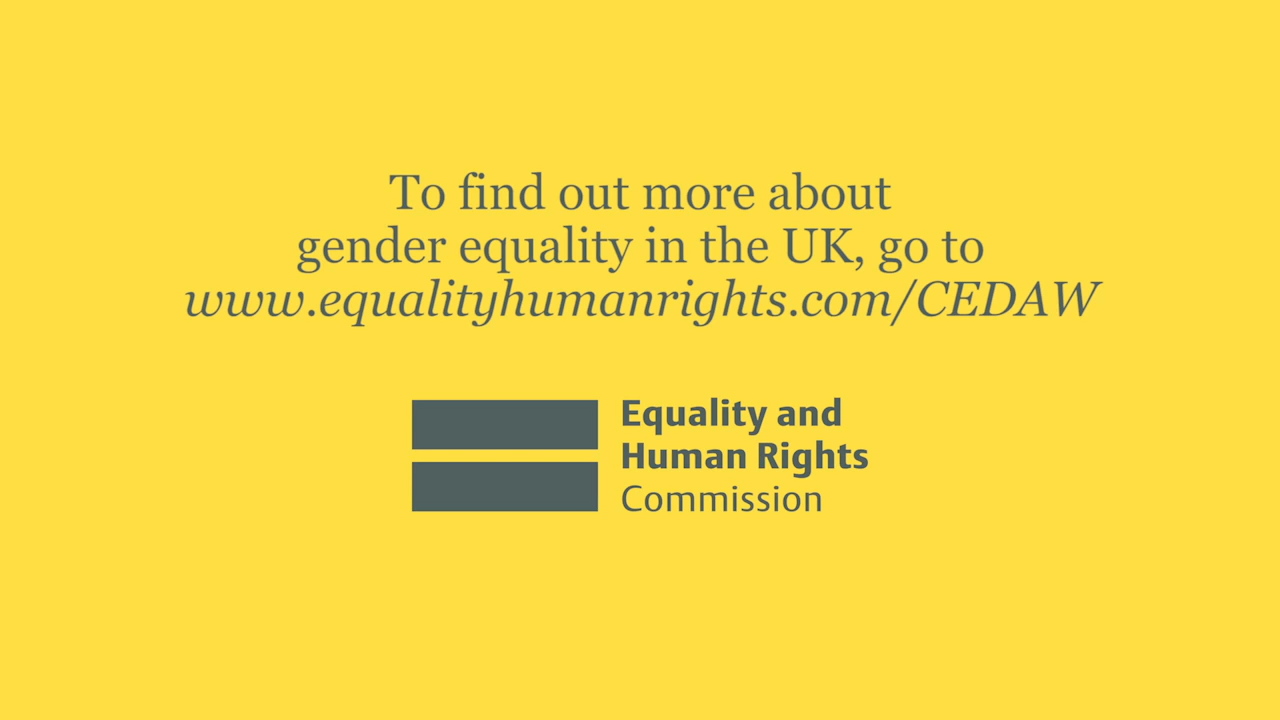 To find out more about
gender equality in the UK, go to
www.equalityhumanrights.com/CEDAW
Equality and
Human Rights
Commission